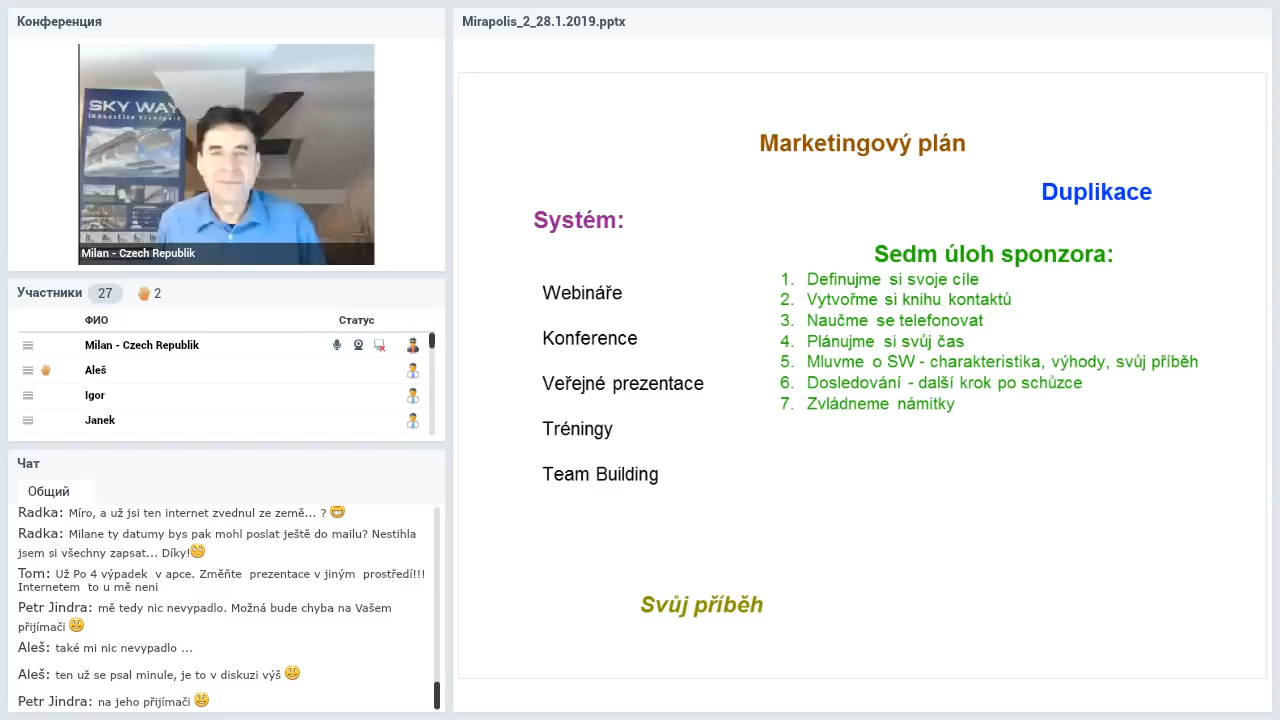 Конференция
SKY WAY
Milan - Czech Republik
Участники 27 2
ФИО Статус
Milan - Czech Republik
Aleš
Igor
Janek
Чат
Общий
Radka: Míro, a už jsi ten internet zvednul ze země... ?
Radka: Milane ty datumy bys pak mohl poslat ještě do mailu? Nestihla
jsem si všechny zapsat... Díky!
Tom: Už Po 4 výpadek v apce. Změňte prezentace v jiným prostředí!!!
Internetem to u mě neni
Petr Jindra: mě tedy nic nevypadlo. Možná bude chyba na Vašem
přijímači
Aleš: také mi nic nevypadlo ...
Aleš: ten už se psal minule, je to v diskuzi výš
Petr Jindra: na jeho přijímači
Mirapolis_2_28.1.2019.pptx
Marketingový plán
Duplikace
Systém:
Webináře
Konference
Veřejné prezentace
Tréningy
Team Building
Sedm úloh sponzora:
1. Definujme si svoje cíle
2. Vytvořme si knihu kontaktů
3. Naučme se telefonovat
4. Plánujme si svůj čas
5. Mluvme o SW - charakteristika, výhody, svůj příběh
6. Dosledování - další krok po schůzce
7. Zvládneme námitky
Svůj příběh